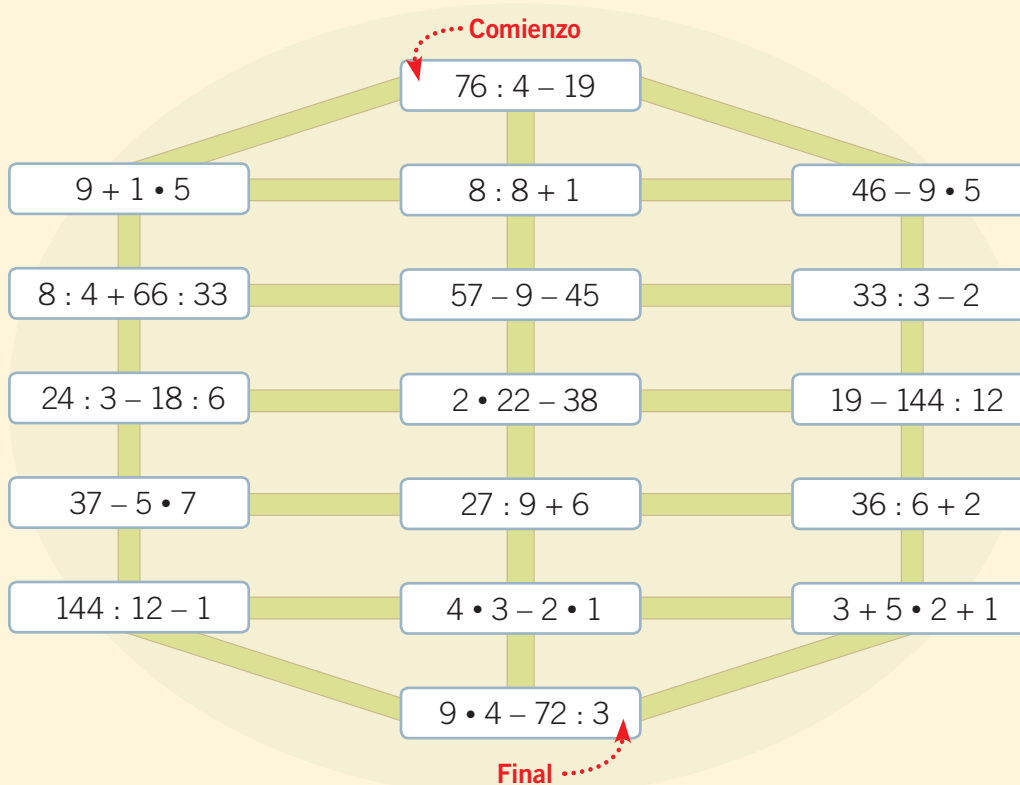 Comienzo
76 : 4 – 19
9 + 1 • 5
8 : 8 + 1
46 – 9 • 5
8 : 4 + 66 : 33
57 – 9 – 45
33 : 3 – 2
24 : 3 – 18 : 6
2 • 22 – 38
19 – 144 : 12
37 – 5 • 7
27 : 9 + 6
36 : 6 + 2
144 : 12 – 1
4 • 3 – 2 • 1
3 + 5 • 2 + 1
9 • 4 – 72 : 3
Final